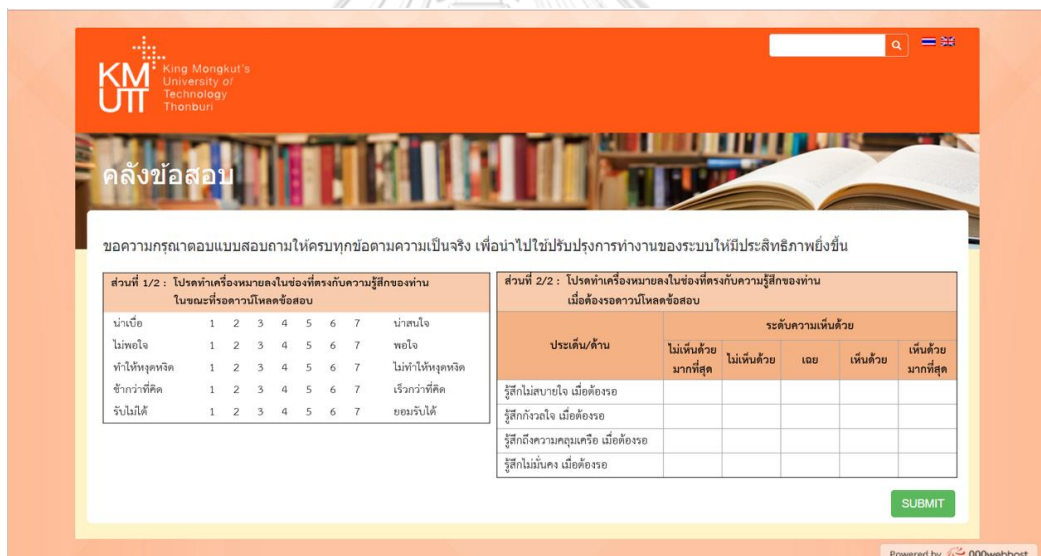 KM
UTT
King Mongkut's
University of
Technology
Thonburi
คลังข้อสอบ
ขอความกรุณาตอบแบบสอบถามให้ครบทุกข้อตามความเป็นจริง เพื่อนำไปใช้ปรับปรุงการทำงานของระบบให้มีประสิทธิภาพยิ่งขึ้น
ส่วนที่ 1/2 : โปรดทำเครื่องหมายลงในช่องที่ตรงกับความรู้สึกของท่าน
ในขณะที่รอดาวน์โหลดข้อสอบ
น่าเบื่อ 1 2 3 4 5 6 7 น่าสนใจ
ไม่พอใจ 1 2 3 4 5 6 7 พอใจ
ทำให้หงุดหงิด 1 2 3 4 5 6 7 ไม่ทำให้หงุดหงิด
ช้ากว่าที่คิด 1 2 3 4 5 6 7 เร็วกว่าที่คิด
รับไม่ได้ 1 2 3 4 5 6 7 ยอมรับได้
ส่วนที่ 2/2 : โปรดทำเครื่องหมายลงในช่องที่ตรงกับความรู้สึกของท่าน
เมื่อต้องรอดาวน์โหลดข้อสอบ
ประเด็น/ด้าน
ระดับความเห็นด้วย
ไม่เห็นด้วย
มากที่สุด
ไม่เห็นด้วย
เฉย
เห็นด้วย
เห็นด้วย
มากที่สุด
รู้สึกไม่สบายใจ เมื่อต้องรอ
รู้สึกกังวลใจ เมื่อต้องรอ
รู้สึกถึงความคลุมเครือ เมื่อต้องรอ
รู้สึกไม่มั่นคง เมื่อต้องรอ
SUBMIT
Powered by 000webhost